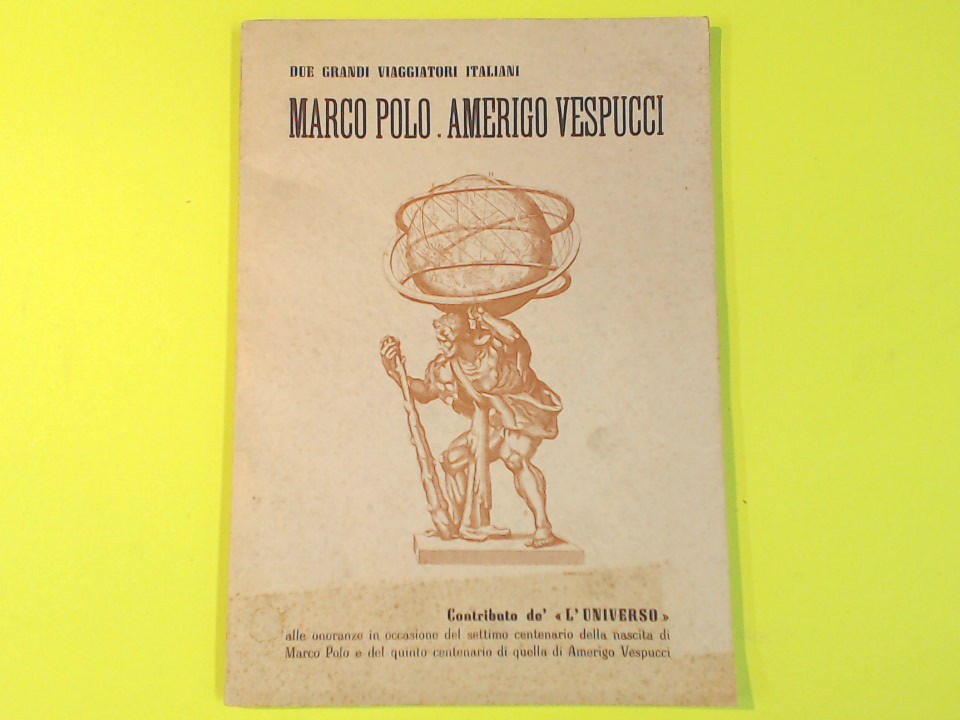 DUE GRANDI VIAGGIATORI ITALIANI
MARCO POLO . AMERIGO VESPUCCI
Contributo de' « L'UNIVERSO »
alle onoranze in occasione del settimo centenario della nascita di
Marco Polo e del quinto centenario di quella di Amerigo Vespucci